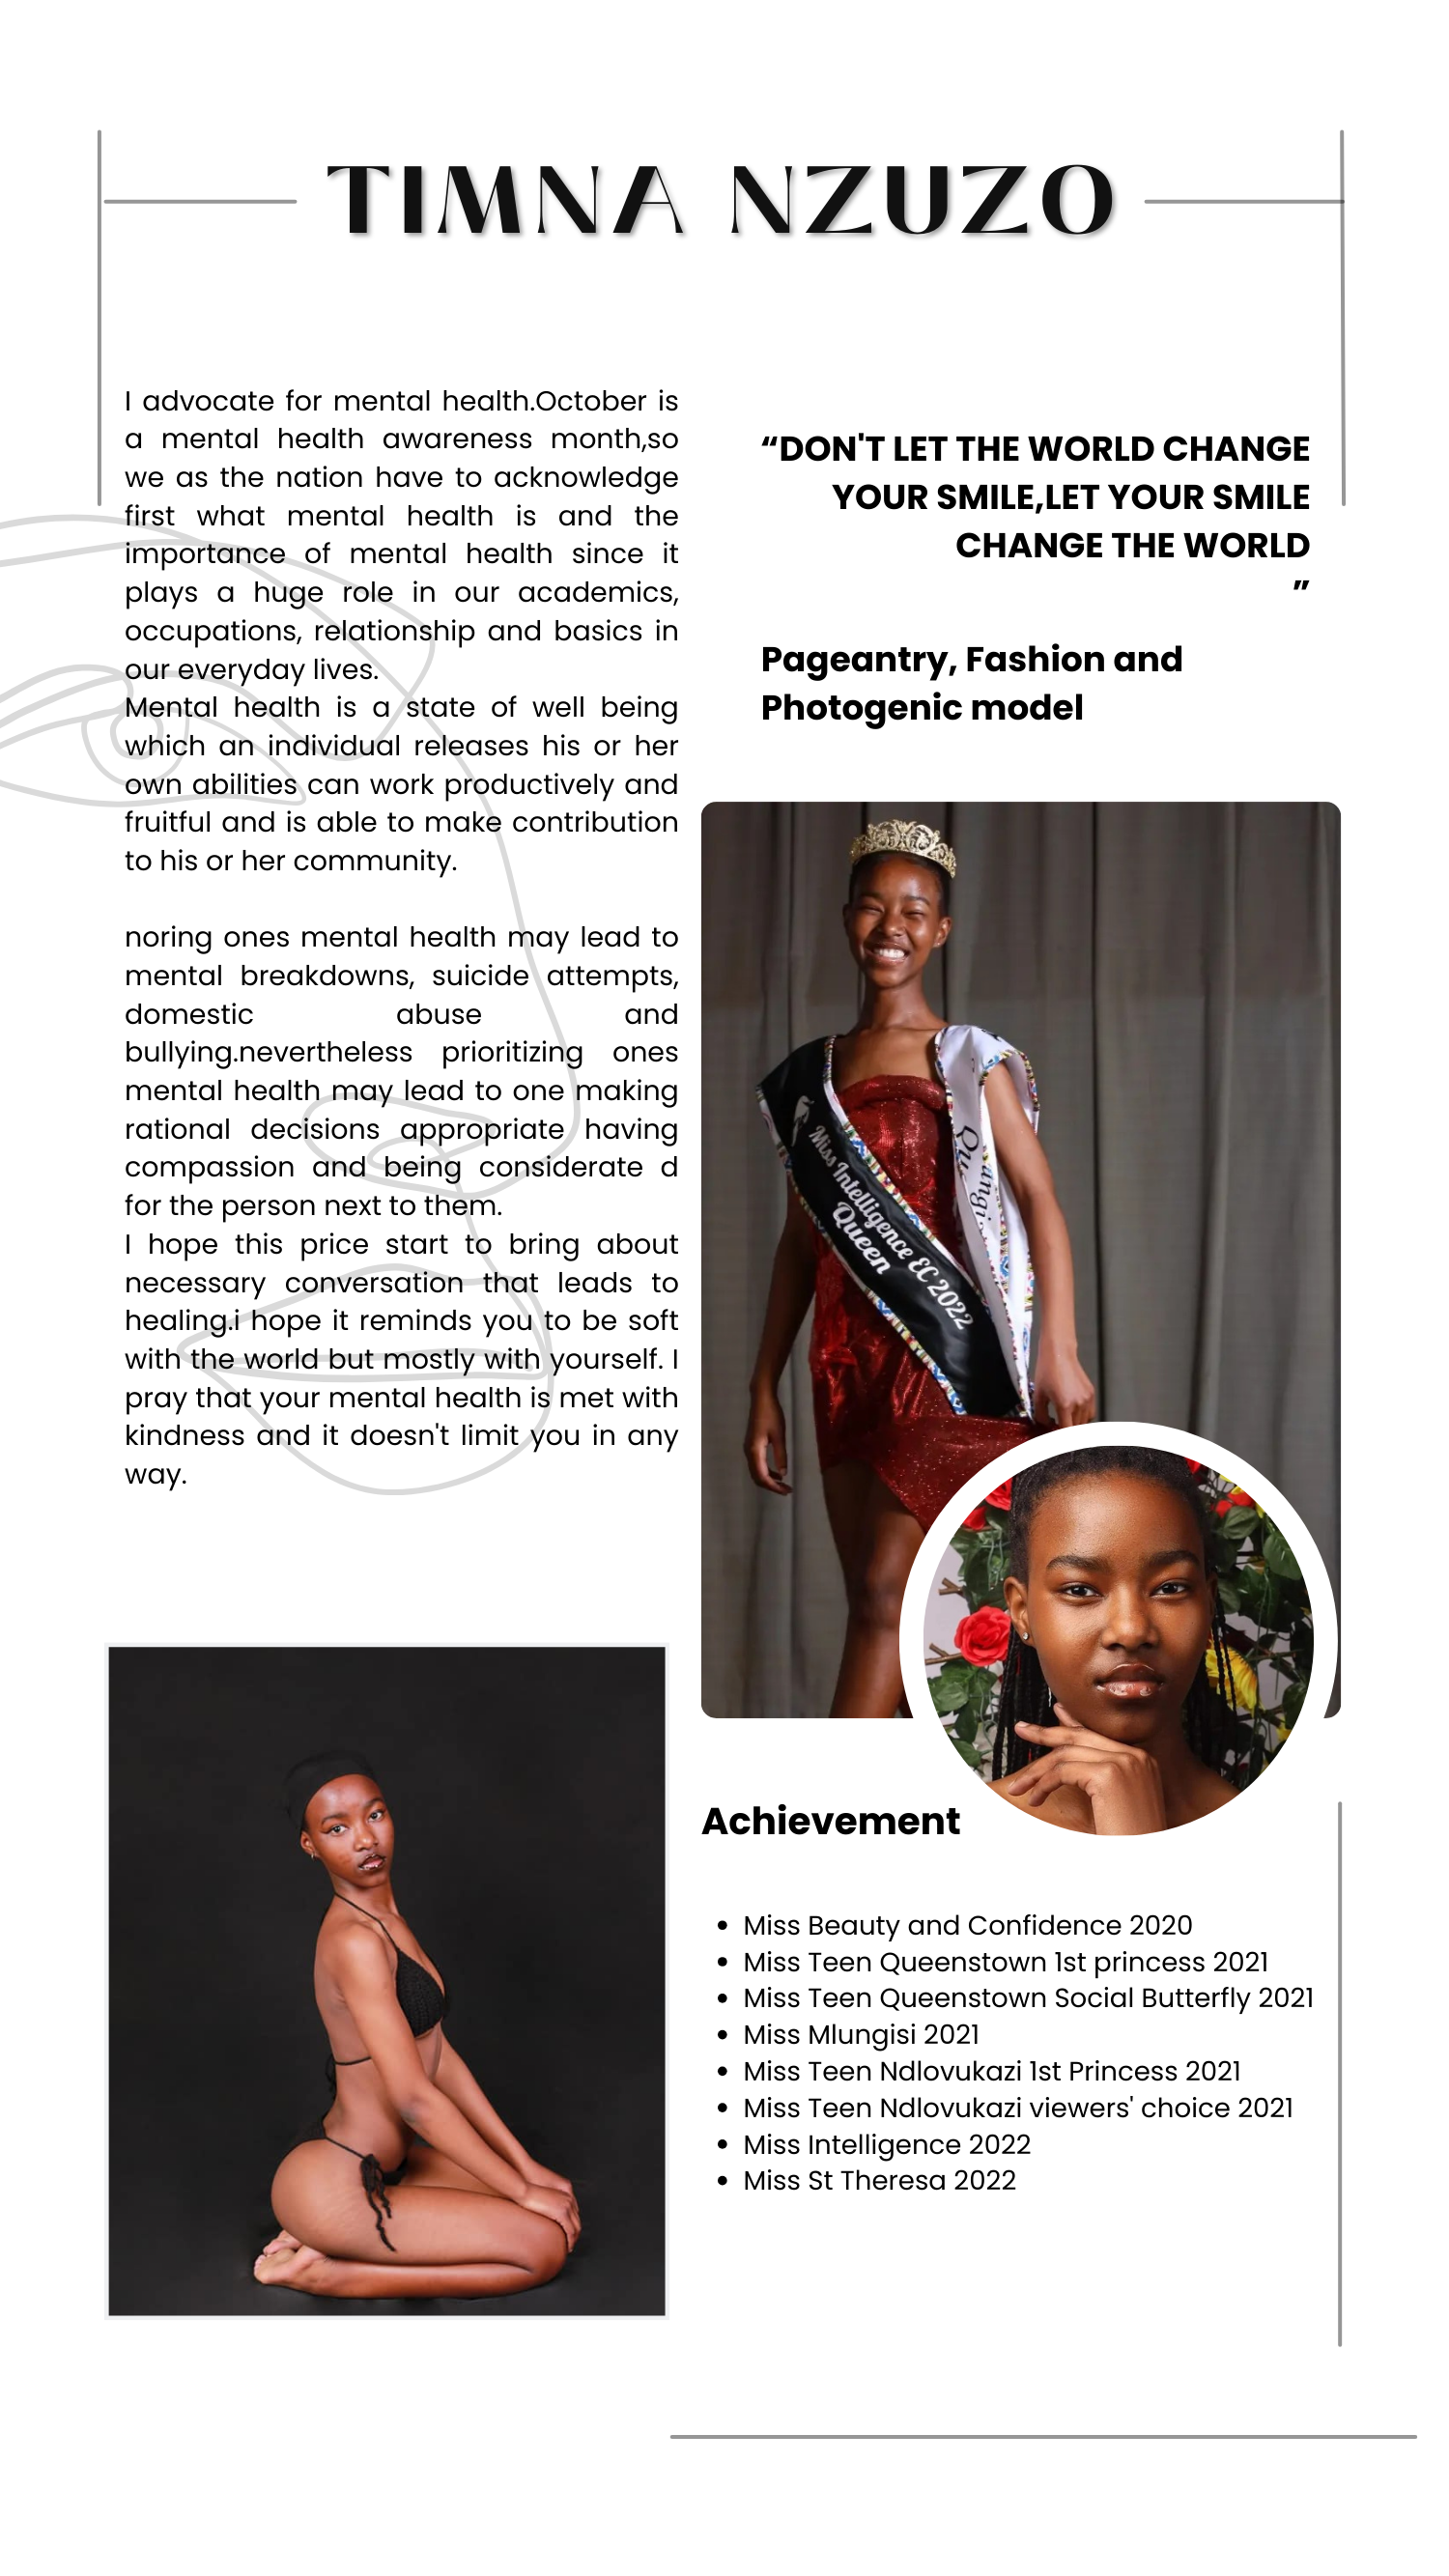 TIMNA NZUZO
I advocate for mental health.October is
a mental health awareness month,so
we as the nation have to acknowledge
first what mental health is and the
importance of mental health since it
plays a huge role in our academics,
occupations, relationship and basics in
our everyday lives.
Mental health is a state of well being
which an individual releases his or her
own abilities can work productively and
fruitful and is able to make contribution
to his or her community.
noring ones mental health may lead to
mental breakdowns, suicide attempts,
domestic abuse and
bullying.nevertheless prioritizing ones
mental health may lead to one making
rational decisions appropriate having
compassion and being considerate d
for the person next to them.
I hope this price start to bring about
necessary conversation that leads to
healing.i hope it reminds you to be soft
with the world but mostly with yourself. I
pray that your mental health is met with
kindness and it doesn't limit you in any
way.
“DON'T LET THE WORLD CHANGE
YOUR SMILE,LET YOUR SMILE
CHANGE THE WORLD
”
Pageantry, Fashion and
Photogenic model
Miss Intelligence EC 2022
Queen
Achievement
• Miss Beauty and Confidence 2020
• Miss Teen Queenstown 1st princess 2021
• Miss Teen Queenstown Social Butterfly 2021
• Miss Mlungisi 2021
• Miss Teen Ndlovukazi 1st Princess 2021
• Miss Teen Ndlovukazi viewers' choice 2021
• Miss Intelligence 2022
• Miss St Theresa 2022